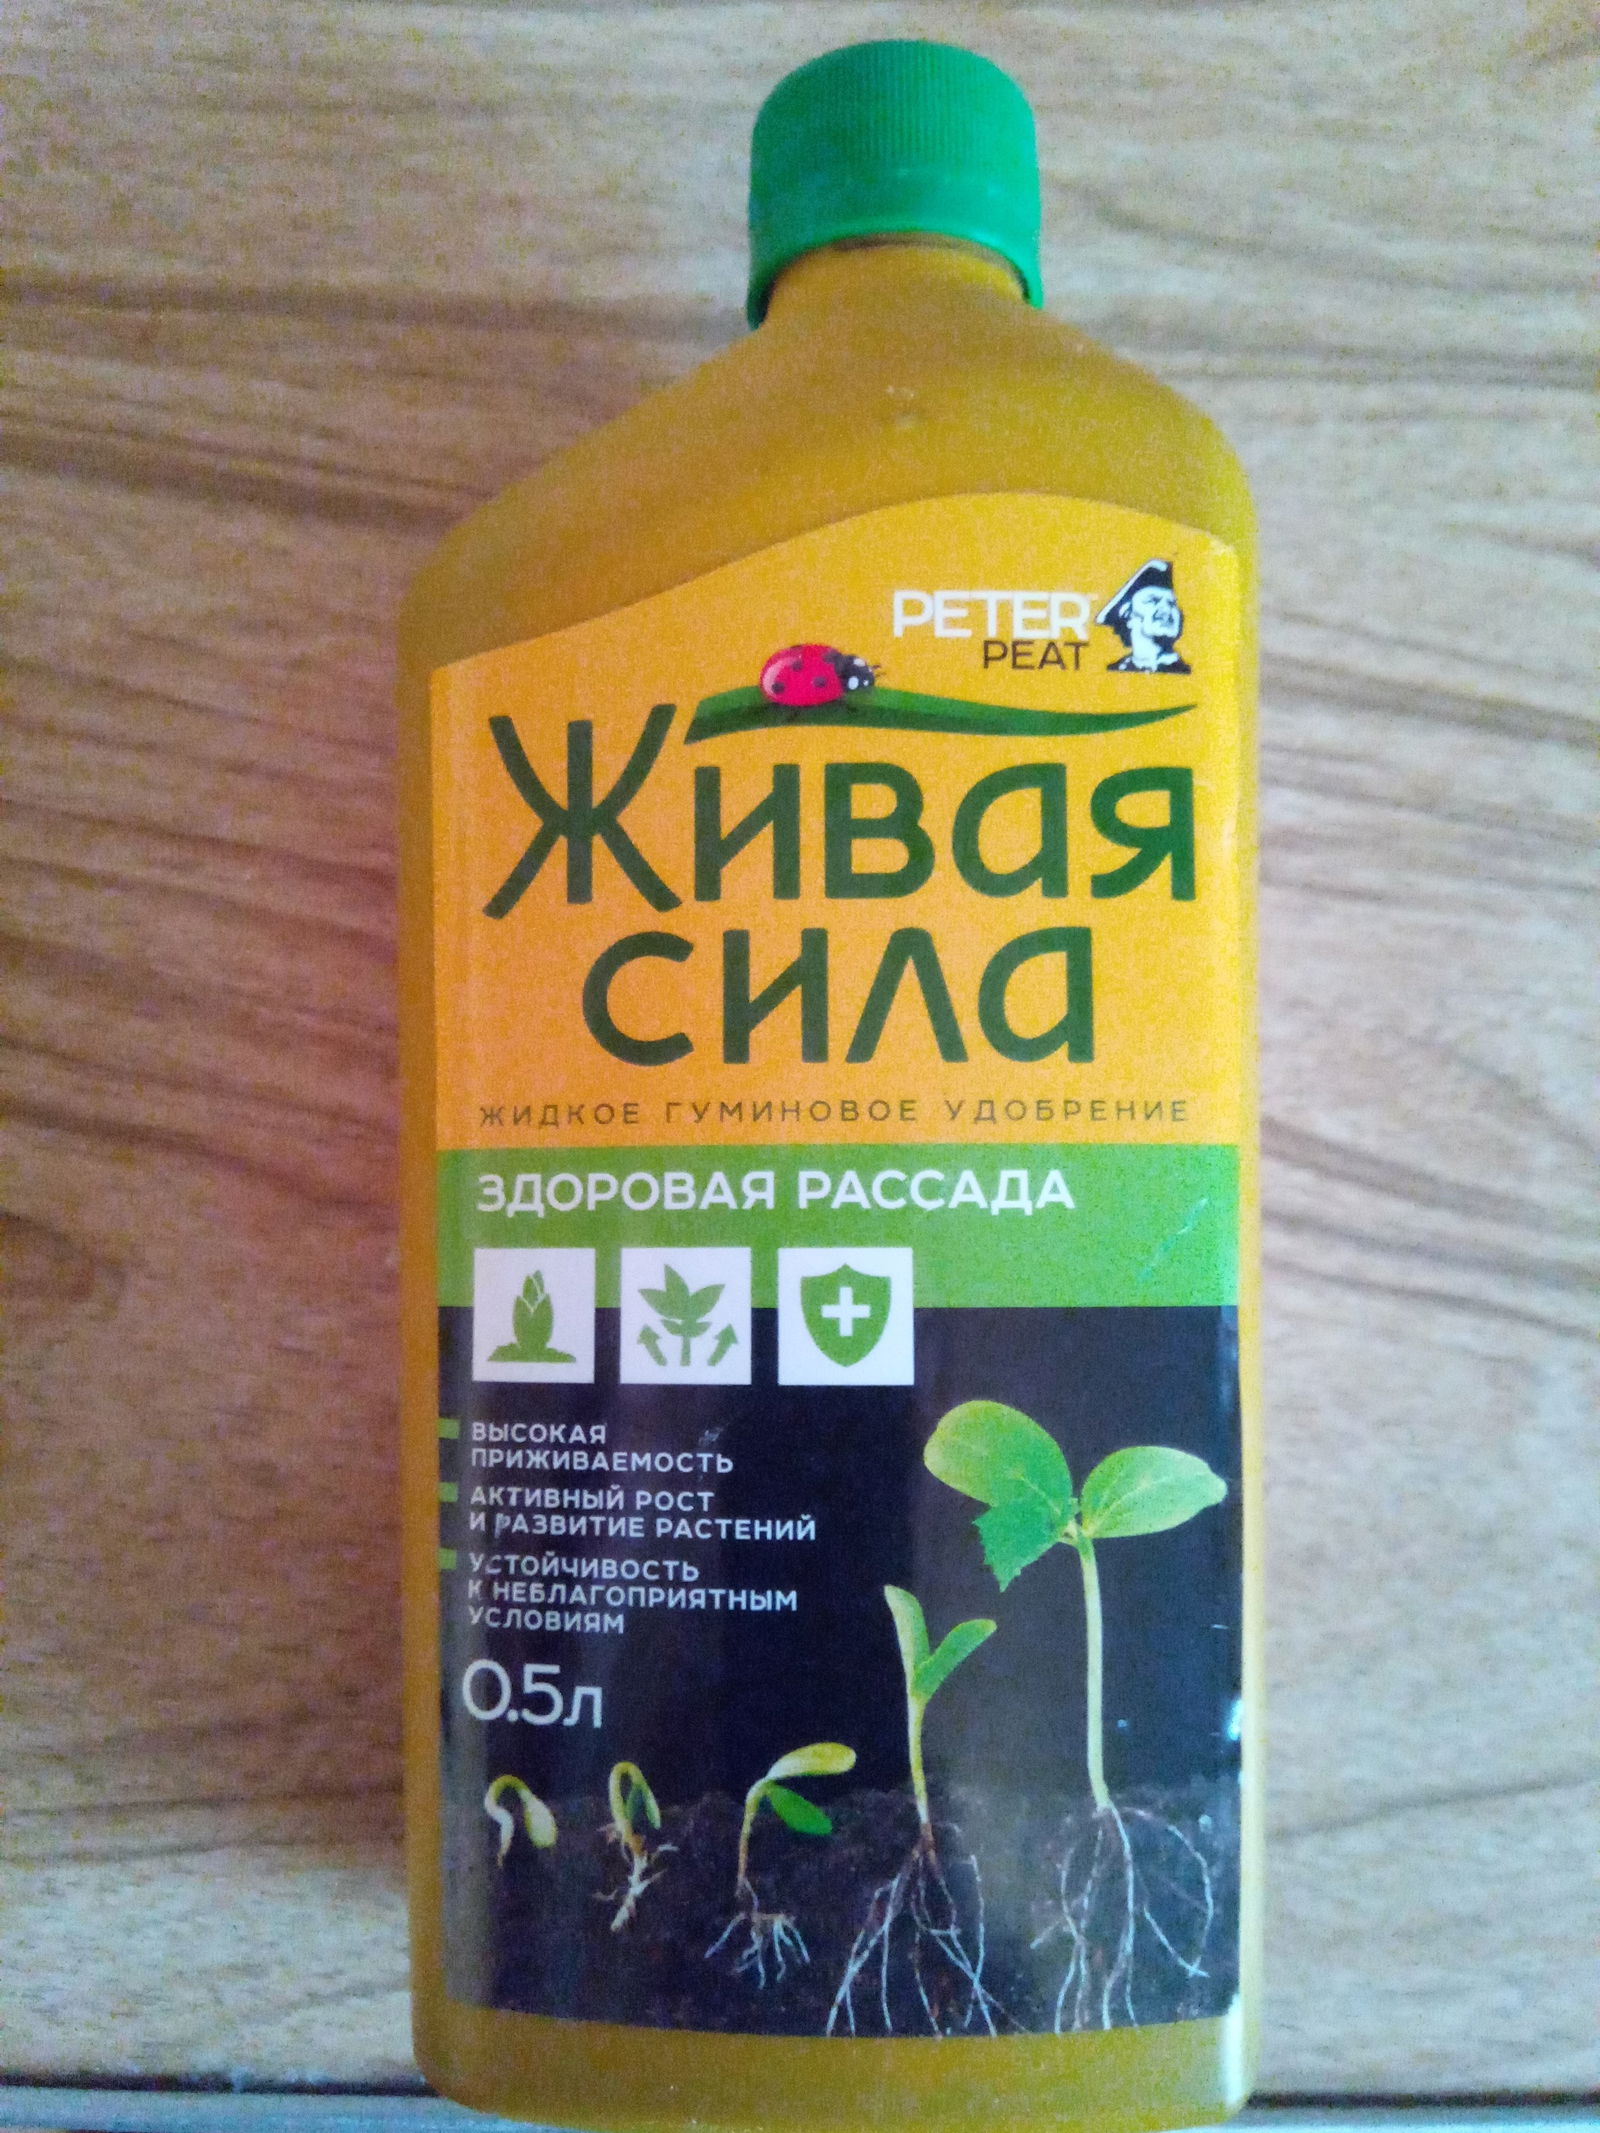 PETER
PEAT
Живая
сила
ЖИДКОЕ ГУМИНОВОЕ УДОБРЕНИЕ
ЗДОРОВАЯ РАССАДА
ВЫСОКАЯ
ПРИЖИВАЕМОСТЬ
АКТИВНЫЙ РОСТ
И РАЗВИТИЕ РАСТЕНИЙ
УСТОЙЧИВОСТЬ
К НЕБЛАГОПРИЯТНЫМ
УСЛОВИЯМ
0.5л